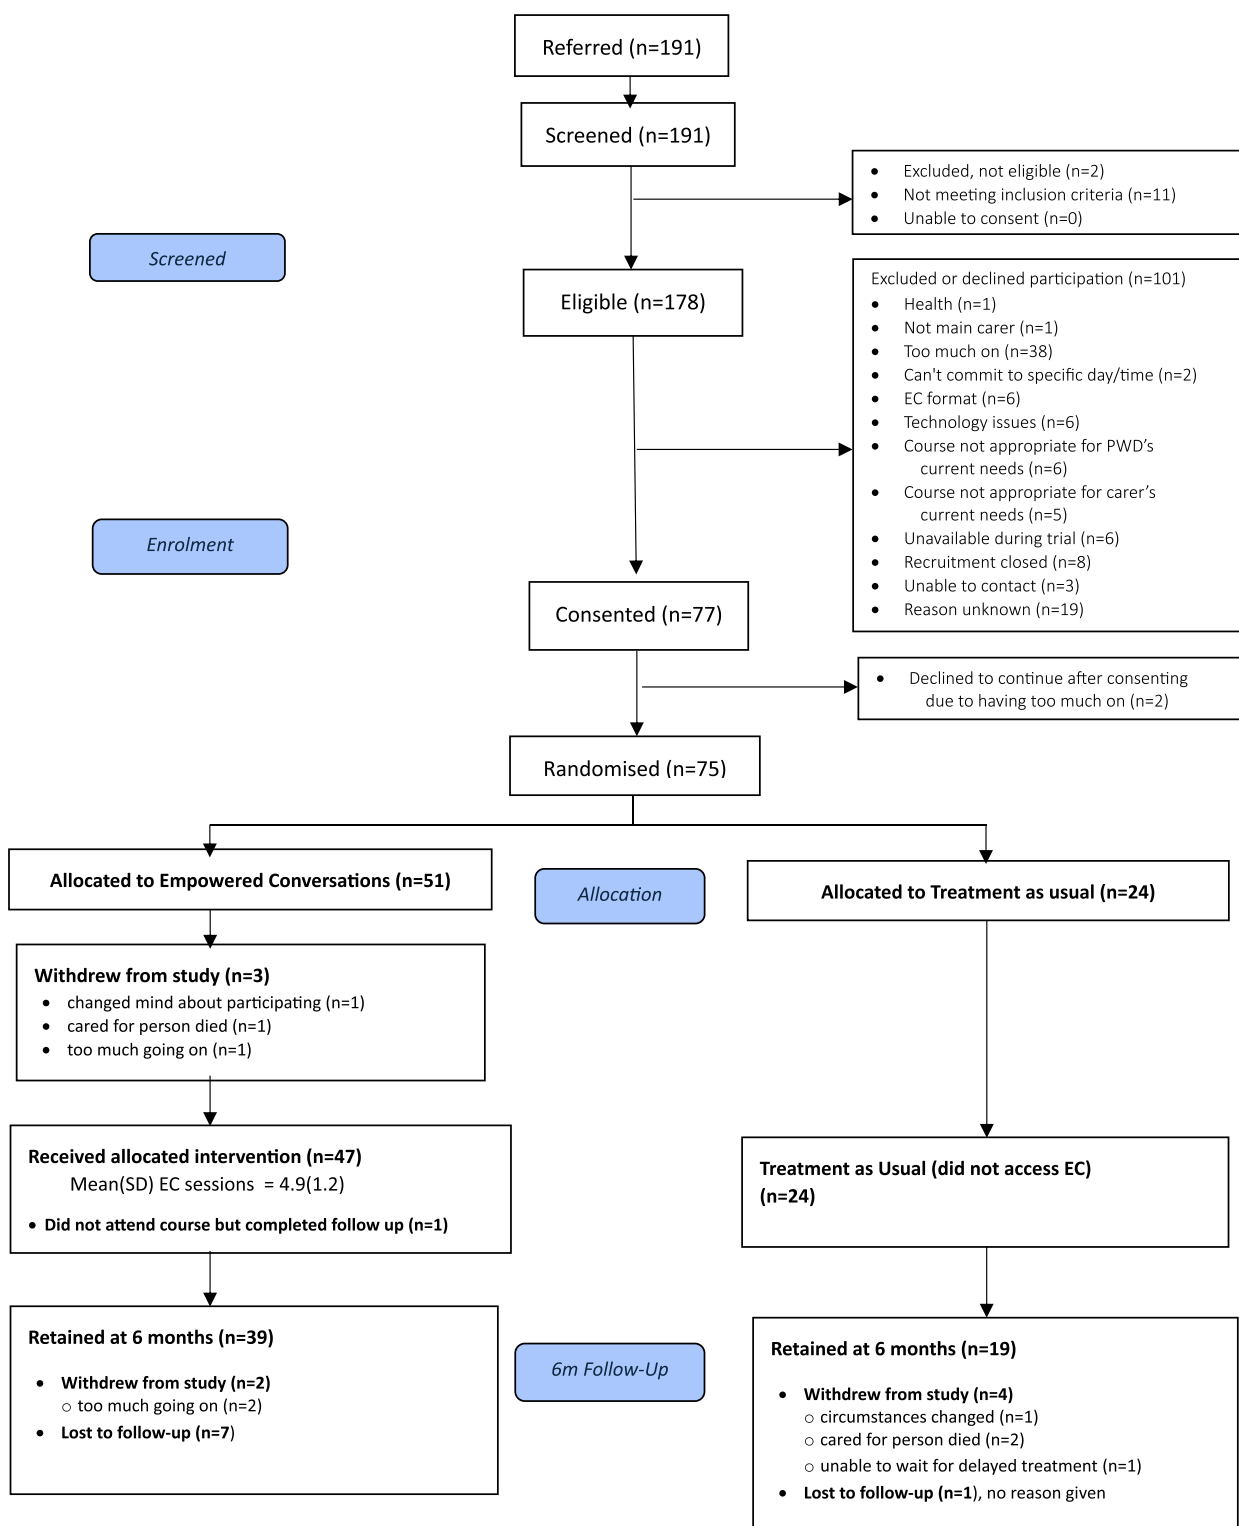 Referred (n=191)
Screened (n=191)
• Excluded, not eligible (n=2)
• Not meeting inclusion criteria (n=11)
• Unable to consent (n=0)
Screened
Eligible (n=178)
Excluded or declined participation (n=101)
• Health (n=1)
• Not main carer (n=1)
• Too much on (n=38)
• Can't commit to specific day/time (n=2)
• EC format (n=6)
• Technology issues (n=6)
• Course not appropriate for PWD's
current needs (n=6)
• Course not appropriate for carer's
current needs (n=5)
• Unavailable during trial (n=6)
• Recruitment closed (n=8)
• Unable to contact (n=3)
• Reason unknown (n=19)
Enrolment
Consented (n=77)
• Declined to continue after consenting
due to having too much on (n=2)
Randomised (n=75)
Allocated to Empowered Conversations (n=51)
Allocation
Allocated to Treatment as usual (n=24)
Withdrew from study (n=3)
• changed mind about participating (n=1)
• cared for person died (n=1)
• too much going on (n=1)
Received allocated intervention (n=47)
Mean(SD) EC sessions = 4.9(1.2)
• Did not attend course but completed follow up (n=1)
Treatment as Usual (did not access EC)
(n=24)
Retained at 6 months (n=39)
• Withdrew from study (n=2)
○ too much going on (n=2)
• Lost to follow-up (n=7)
6m Follow-Up
Retained at 6 months (n=19)
• Withdrew from study (n=4)
○ circumstances changed (n=1)
○ cared for person died (n=2)
○ unable to wait for delayed treatment (n=1)
• Lost to follow-up (n=1), no reason given